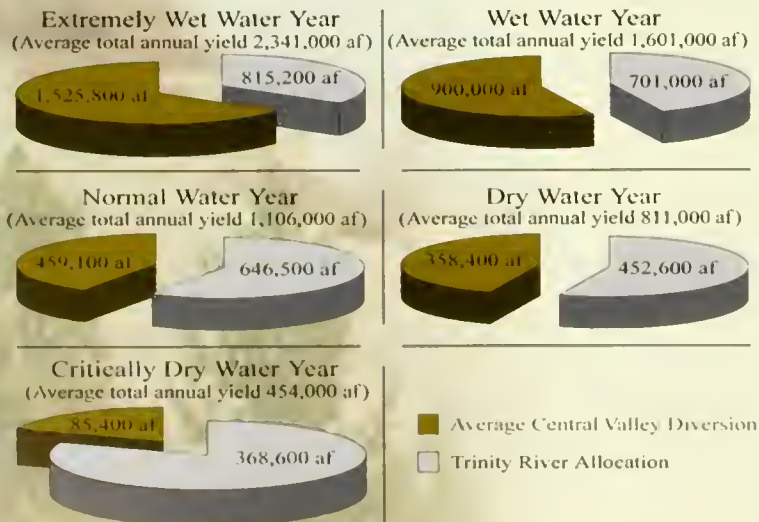 Extremely Wet Water Year
(Average total annual yield 2,341,000 af)
1,525,800 af
815,200 af
Wet Water Year
(Average total annual yield 1,601,000 af)
900,000 af
701,000 af
Normal Water Year
(Average total annual yield 1,106,000 af)
459,100 af
646,500 af
Dry Water Year
(Average total annual yield 811,000 af)
358,400 af
452,600 af
Critically Dry Water Year
(Average total annual yield 454,000 af)
85,400 af
368,600 af
Average Central Valley Diversion
Trinity River Allocation